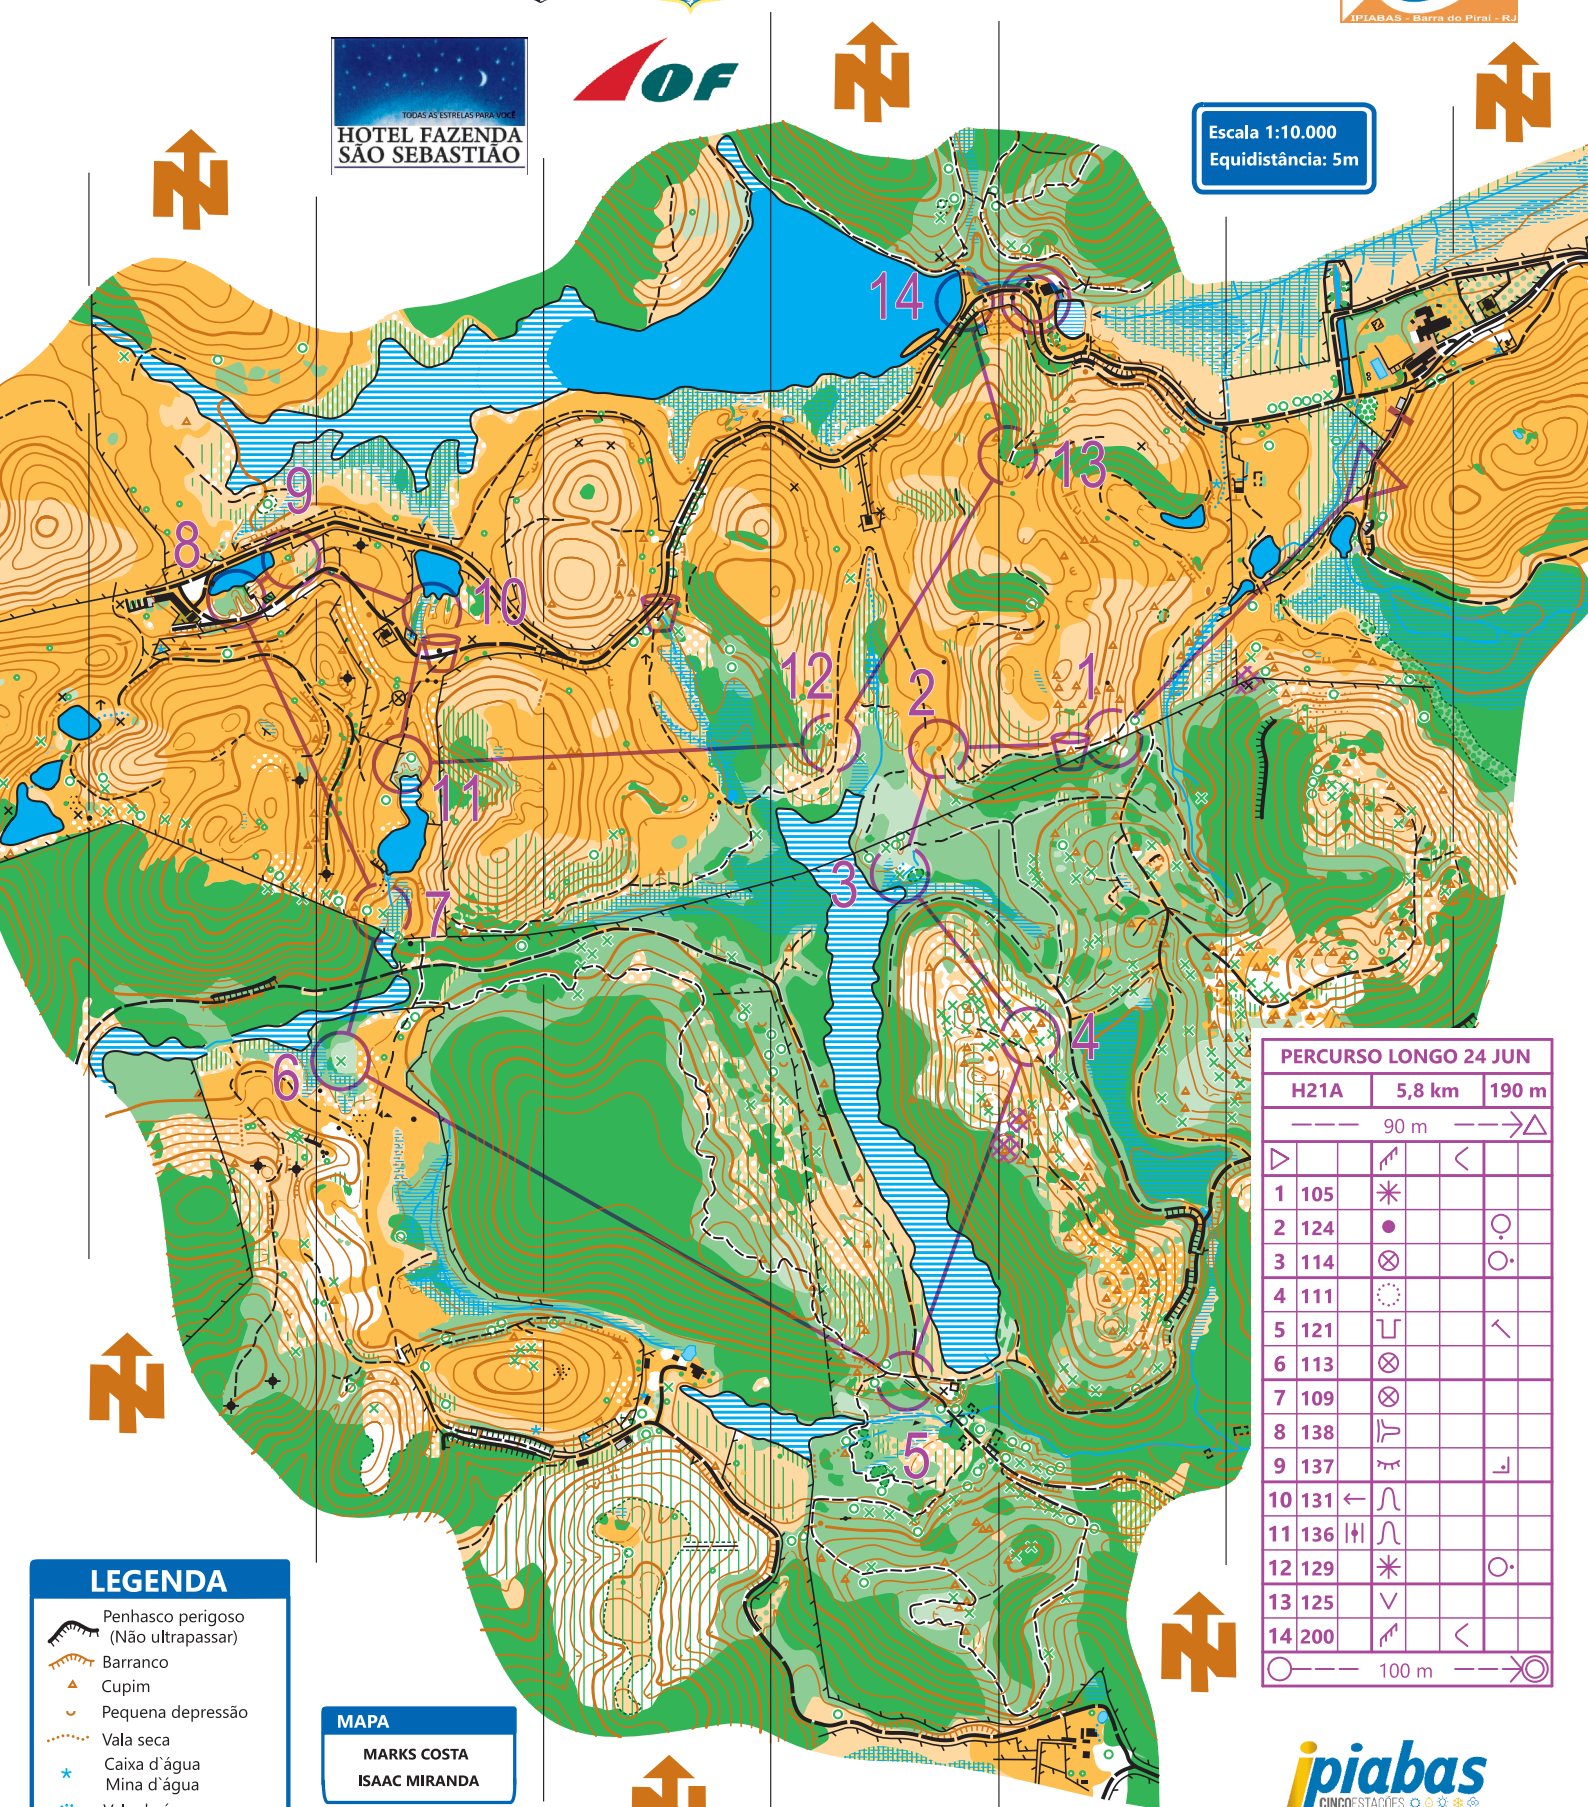 IPIABAS - Barra do Piraí - RJ
TODAS AS ESTRELAS PARA VOCÊ
HOTEL FAZENDA
SÃO SEBASTIÃO
IOF
N
N
N
Escala 1:10.000
Equidistância: 5m
14
13
9
8
10
12
2
1
11
3
7
4
6
5
N
N
N
PERCURSO LONGO 24 JUN
H21A 5,8 km 190 m
90 m
1 105
2 124
3 114
4 111
5 121
6 113
7 109
8 138
9 137
10 131
11 136
12 129
13 125
14 200
100 m
LEGENDA
Penhasco perigoso
(Não ultrapassar)
Barranco
Cupim
Pequena depressão
Vala seca
Caixa d`água
Mina d`água
MAPA
MARKS COSTA
ISAAC MIRANDA
ipiabas
CINCOESTAÇÕES